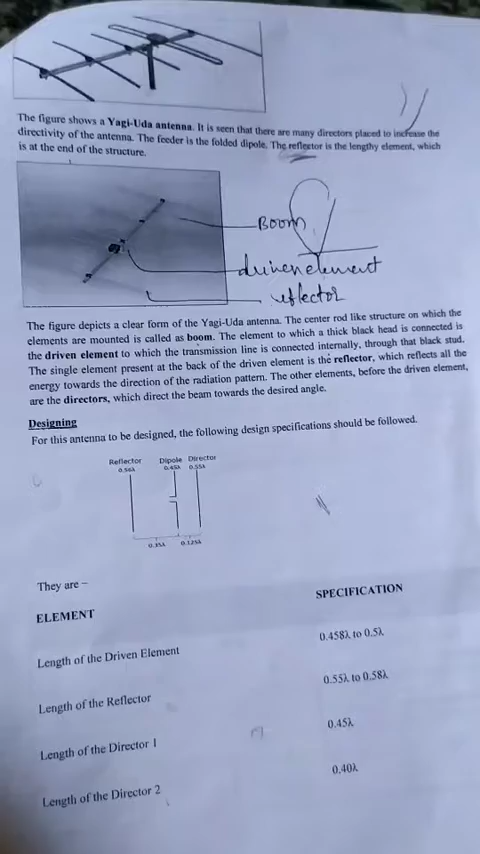 The figure shows a Yagi-Uda antenna. It is seen that there are many directors placed to increase the
directivity of the antenna. The feeder is the folded dipole. The reflector is the lengthy element, which
is at the end of the structure.
Boom
driven element
reflector
The figure depicts a clear form of the Yagi-Uda antenna. The center rod like structure on which the
elements are mounted is called as boom. The element to which a thick black head is connected is
the driven element to which the transmission line is connected internally, through that black stud.
The single element present at the back of the driven element is the reflector, which reflects all the
energy towards the direction of the radiation pattern. The other elements, before the driven element,
are the directors, which direct the beam towards the desired angle.
Designing
For this antenna to be designed, the following design specifications should be followed.
Reflector Dipole Director
0.56λ 0.45λ 0.55λ
0.35λ 0.125λ
They are –
ELEMENT SPECIFICATION
Length of the Driven Element 0.458λ to 0.5λ
Length of the Reflector 0.55λ to 0.58λ
Length of the Director 1 0.45λ
Length of the Director 2 0.40λ